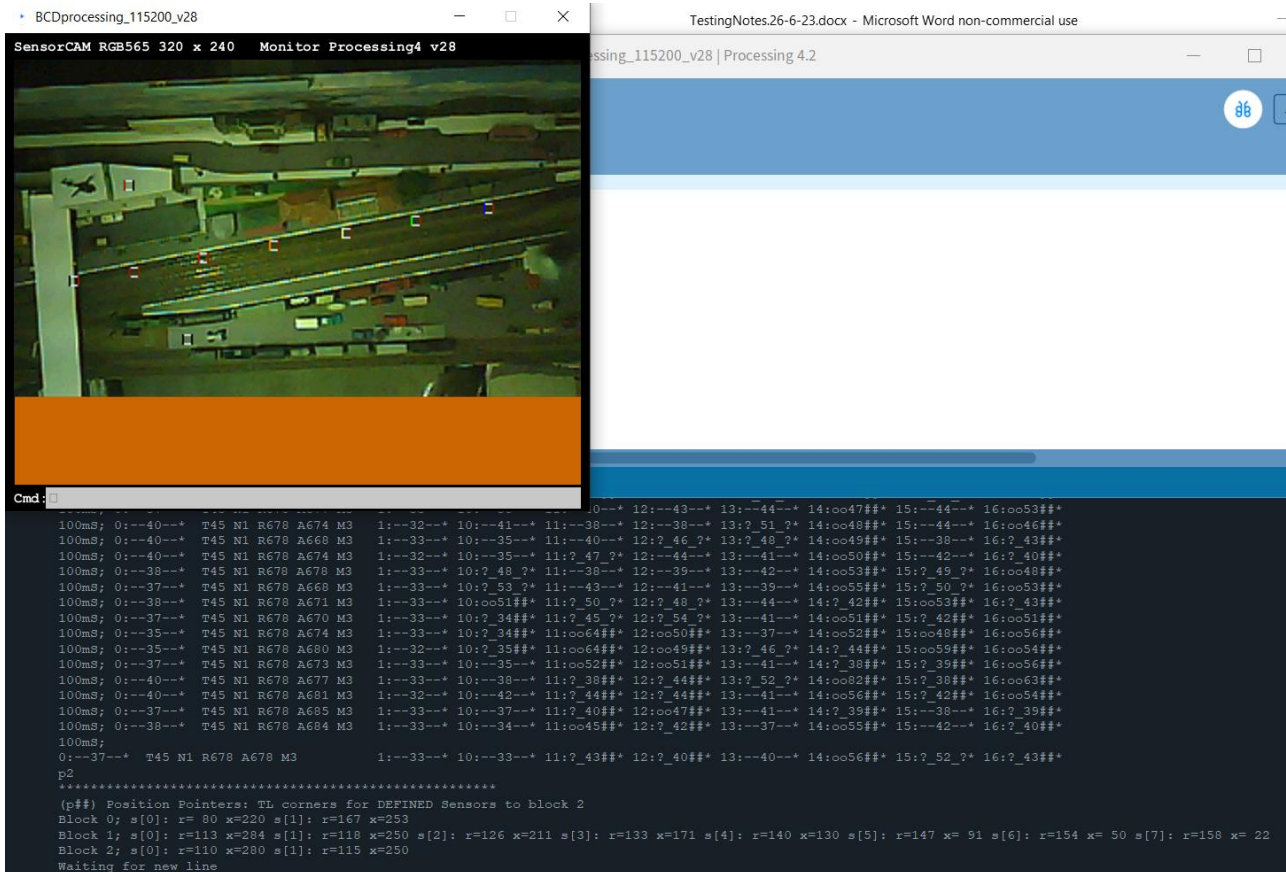 BCDprocessing_115200_v28
TestingNotes.26-6-23.docx - Microsoft Word non-commercial use
SensorCAM RGB565 320 x 240 Monitor Processing4 v28
essing_115200_v28 | Processing 4.2
Cmd:
12:--43--* 13:--44--* 14:oo47##* 15:--44--* 16:oo53##*
100mS; 0:--40--* T45 N1 R678 A674 M3 1:--32--* 10:--41--* 11:--38--* 12:--38--* 13:?_51_?* 14:oo48##* 15:--44--* 16:oo46##*
100mS; 0:--40--* T45 N1 R678 A668 M3 1:--33--* 10:--35--* 11:--40--* 12:?_46_?* 13:?_48_?* 14:oo49##* 15:--38--* 16:?_43##*
100mS; 0:--40--* T45 N1 R678 A674 M3 1:--32--* 10:--35--* 11:?_47_?* 12:--44--* 13:--41--* 14:oo50##* 15:--42--* 16:?_40##*
100mS; 0:--38--* T45 N1 R678 A678 M3 1:--33--* 10:?_48_?* 11:--38--* 12:--39--* 13:--42--* 14:oo53##* 15:?_49_?* 16:oo48##*
100mS; 0:--37--* T45 N1 R678 A668 M3 1:--33--* 10:?_53_?* 11:--43--* 12:--41--* 13:--39--* 14:oo55##* 15:?_50_?* 16:oo53##*
100mS; 0:--38--* T45 N1 R678 A671 M3 1:--33--* 10:oo51##* 11:?_50_?* 12:?_48_?* 13:--44--* 14:?_42##* 15:oo53##* 16:?_43##*
100mS; 0:--37--* T45 N1 R678 A670 M3 1:--33--* 10:?_34##* 11:?_45_?* 12:?_54_?* 13:--41--* 14:oo51##* 15:?_42##* 16:oo51##*
100mS; 0:--35--* T45 N1 R678 A674 M3 1:--33--* 10:?_34##* 11:oo64##* 12:oo50##* 13:--37--* 14:oo52##* 15:oo48##* 16:oo56##*
100mS; 0:--35--* T45 N1 R678 A680 M3 1:--32--* 10:?_35##* 11:oo64##* 12:oo49##* 13:?_46_?* 14:?_44##* 15:oo59##* 16:oo54##*
100mS; 0:--37--* T45 N1 R678 A673 M3 1:--33--* 10:--35--* 11:oo52##* 12:oo51##* 13:--41--* 14:?_38##* 15:?_39##* 16:oo56##*
100mS; 0:--40--* T45 N1 R678 A677 M3 1:--33--* 10:--38--* 11:?_38##* 12:?_44##* 13:?_52_?* 14:oo82##* 15:?_38##* 16:oo63##*
100mS; 0:--40--* T45 N1 R678 A681 M3 1:--32--* 10:--42--* 11:?_44##* 12:?_44##* 13:--41--* 14:oo56##* 15:?_42##* 16:oo54##*
100mS; 0:--37--* T45 N1 R678 A685 M3 1:--33--* 10:--37--* 11:?_40##* 12:oo47##* 13:--40--* 14:?_39##* 15:--38--* 16:?_39##*
100mS; 0:--38--* T45 N1 R678 A684 M3 1:--33--* 10:--34--* 11:oo45##* 12:?_42##* 13:--37--* 14:oo55##* 15:--42--* 16:?_40##*
100mS;
0:--37--* T45 N1 R678 A678 M3 1:--33--* 10:--33--* 11:?_43##* 12:?_40##* 13:--40--* 14:oo56##* 15:?_52_?* 16:?_43##*
p2
********************************************************
(p##) Position Pointers: TL corners for DEFINED Sensors to block 2
Block 0; s[0]: r= 80 x=220 s[1]: r=167 x=253
Block 1; s[0]: r=113 x=284 s[1]: r=118 x=250 s[2]: r=126 x=211 s[3]: r=133 x=171 s[4]: r=140 x=130 s[5]: r=147 x= 91 s[6]: r=154 x= 50 s[7]: r=158 x= 22
Block 2; s[0]: r=110 x=280 s[1]: r=115 x=250
Waiting for new line